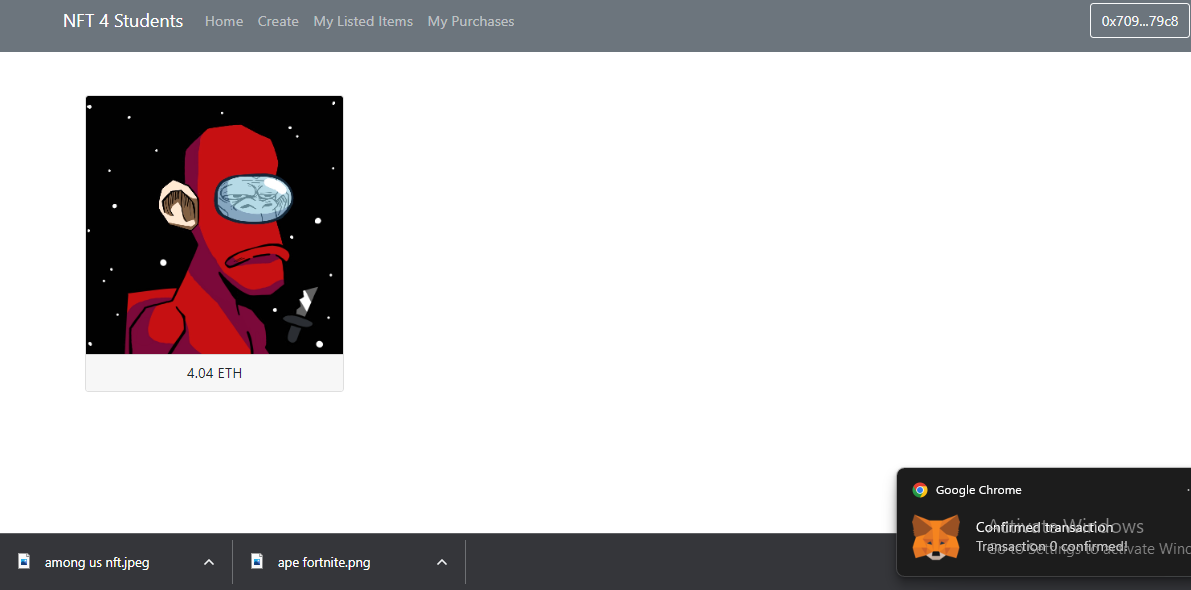 NFT 4 Students Home Create My Listed Items My Purchases 0x709...79c8
4.04 ETH
Google Chrome
Confirmed transaction
Transaction 0 confirmed!
Activate Windows
Go to Settings to activate Wind
among us nft.jpeg ape fortnite.png